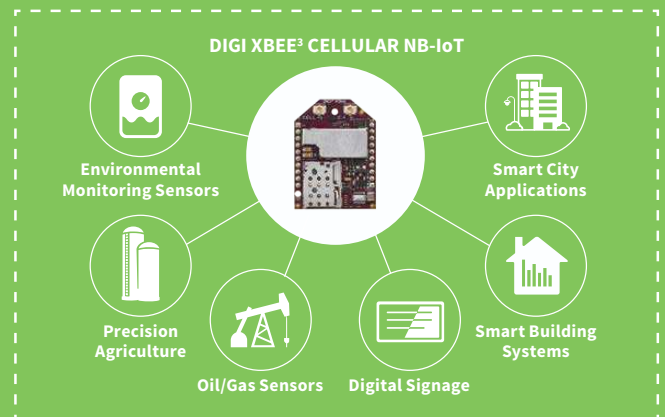 DIGI XBEE³ CELLULAR NB-IoT
Environmental
Monitoring Sensors
Smart City
Applications
Precision
Agriculture
Smart Building
Systems
Oil/Gas Sensors
Digital Signage